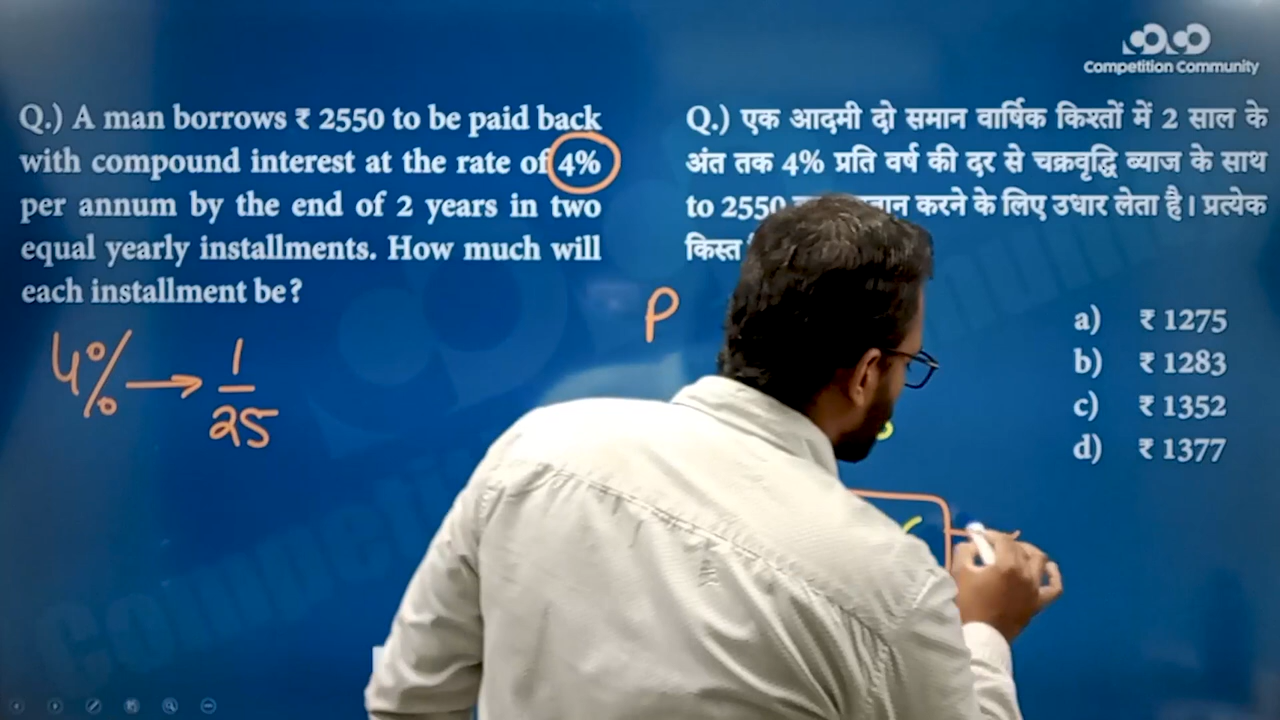 Competition Community
Q.) A man borrows ₹ 2550 to be paid back
with compound interest at the rate of 4%
per annum by the end of 2 years in two
equal yearly installments. How much will
each installment be?
Q.) एक आदमी दो समान वार्षिक किश्तों में 2 साल के
अंत तक 4% प्रति वर्ष की दर से चक्रवृद्धि ब्याज के साथ
to 2550 करने के लिए उधार लेता है। प्रत्येक
किस्त
P
a) ₹ 1275
b) ₹ 1283
c) ₹ 1352
d) ₹ 1377
4% → 1/25